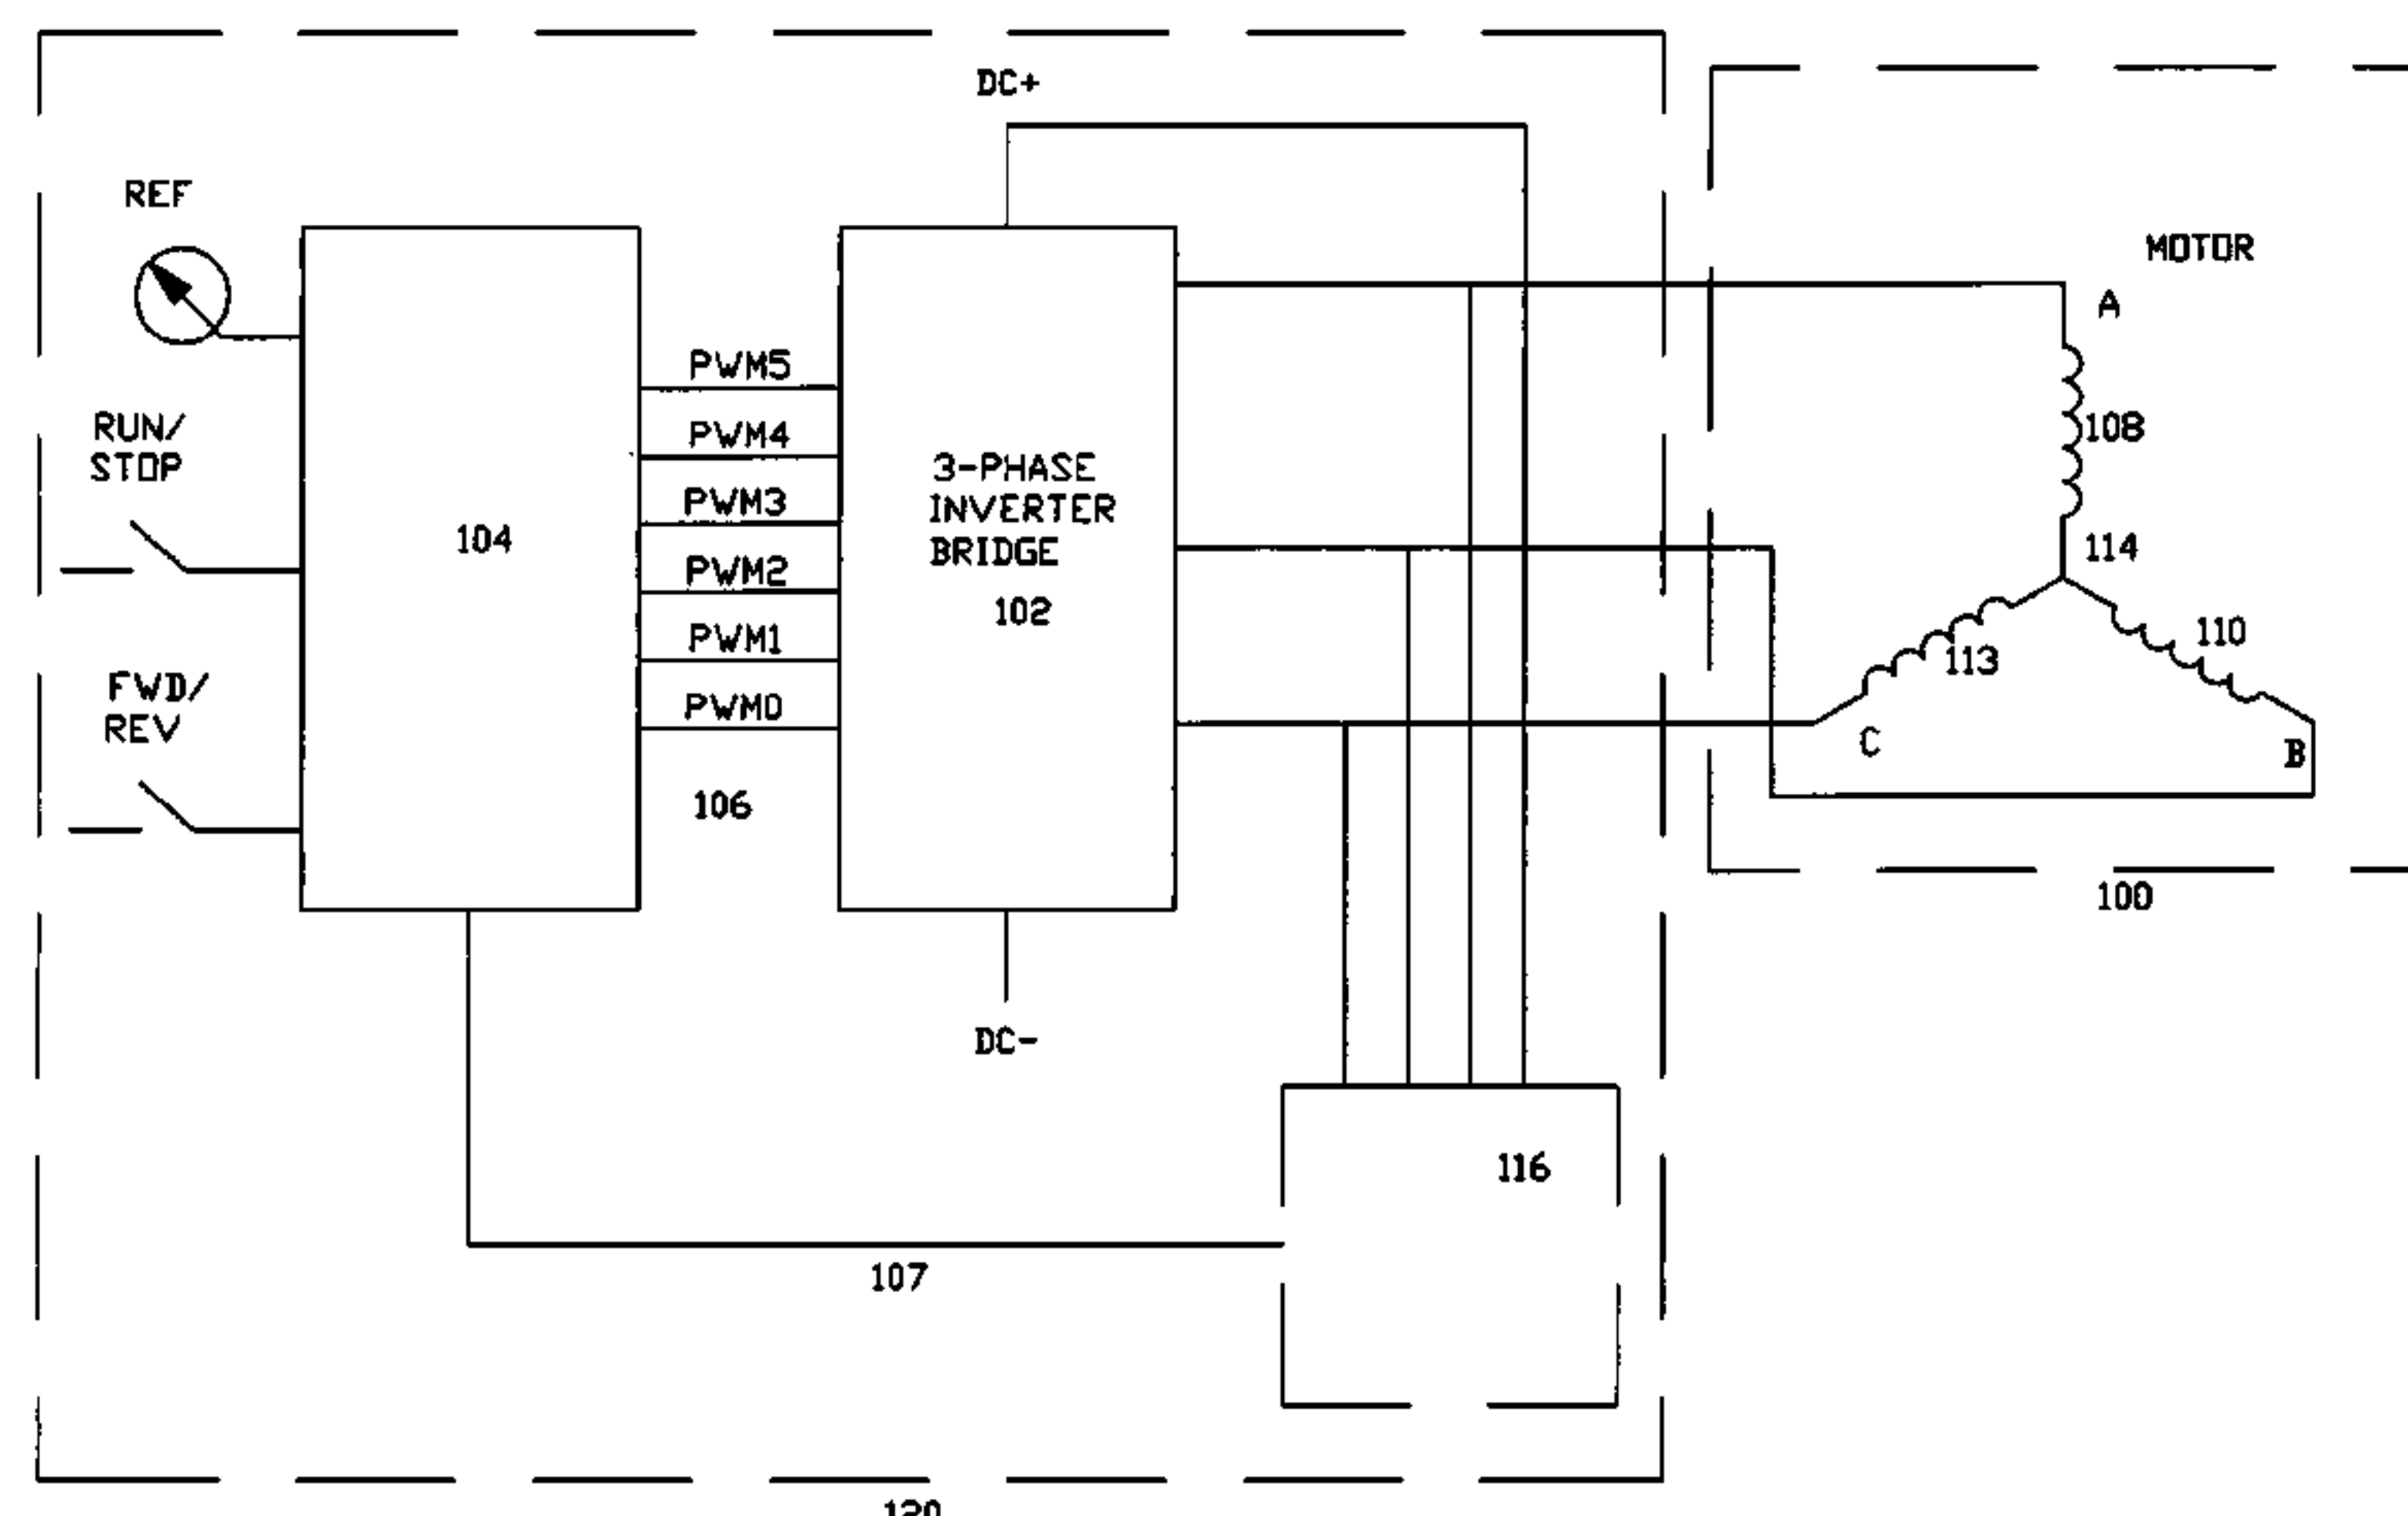 DC+
REF
MOTOR
A
PWM5
RUN/
STOP
108
PWM4
3-PHASE
INVERTER
BRIDGE
102
PWM3
104
114
PWM2
110
PWM1
113
FWD/
REV
PWM0
C
B
106
100
DC-
116
107
120